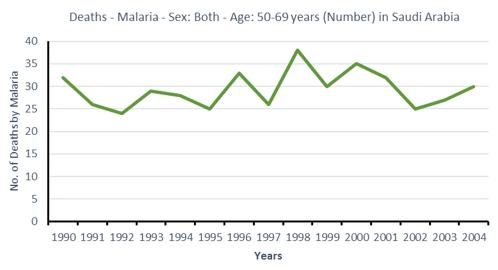 Deaths - Malaria - Sex: Both - Age: 50-69 years (Number) in Saudi Arabia
No. of Deaths by Malaria
40
35
30
25
20
15
10
5
0
1990 1991 1992 1993 1994 1995 1996 1997 1998 1999 2000 2001 2002 2003 2004
Years